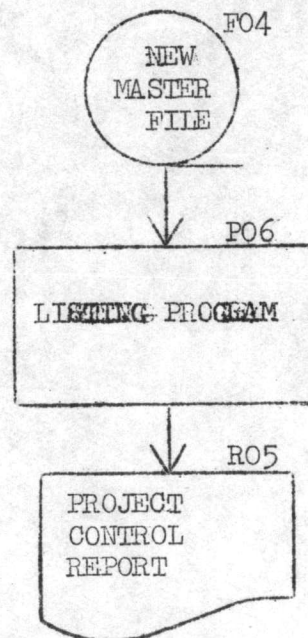 F04
NEW
MASTER
FILE
P06
LISTING PROGRAM
R05
PROJECT
CONTROL
REPORT